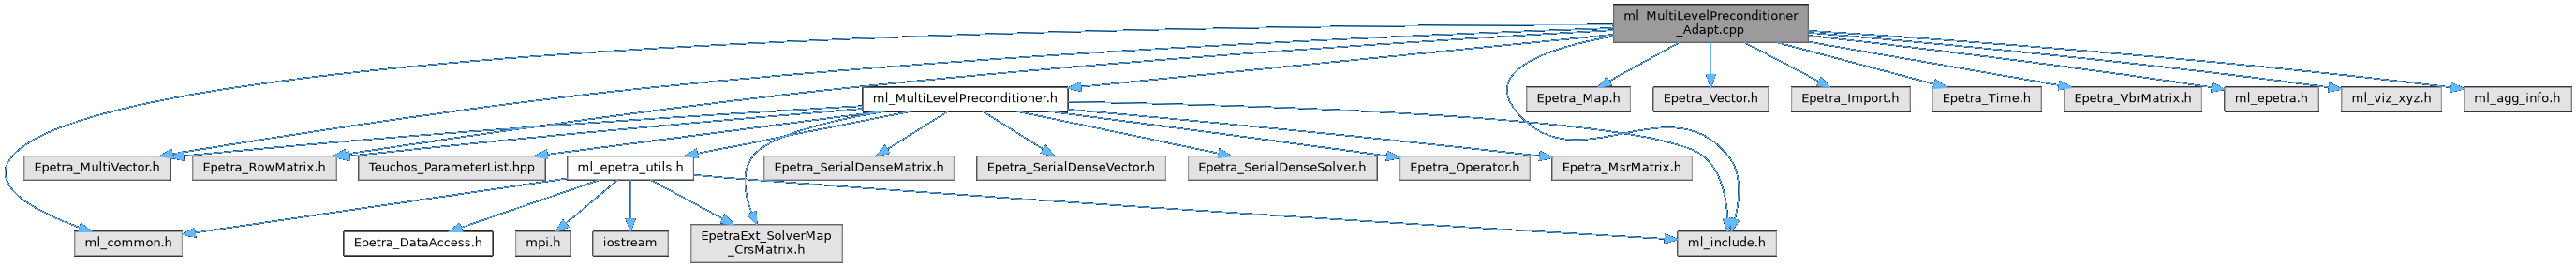 ml_MultiLevelPreconditioner
_Adapt.cpp
ml_MultiLevelPreconditioner.h
Epetra_Map.h
Epetra_Vector.h
Epetra_Import.h
Epetra_Time.h
Epetra_VbrMatrix.h
ml_epetra.h
ml_viz_xyz.h
ml_agg_info.h
Epetra_MultiVector.h
Epetra_RowMatrix.h
Teuchos_ParameterList.hpp
ml_epetra_utils.h
Epetra_SerialDenseMatrix.h
Epetra_SerialDenseVector.h
Epetra_SerialDenseSolver.h
Epetra_Operator.h
Epetra_MsrMatrix.h
ml_common.h
Epetra_DataAccess.h
mpi.h
iostream
EpetraExt_SolverMap
_CrsMatrix.h
ml_include.h